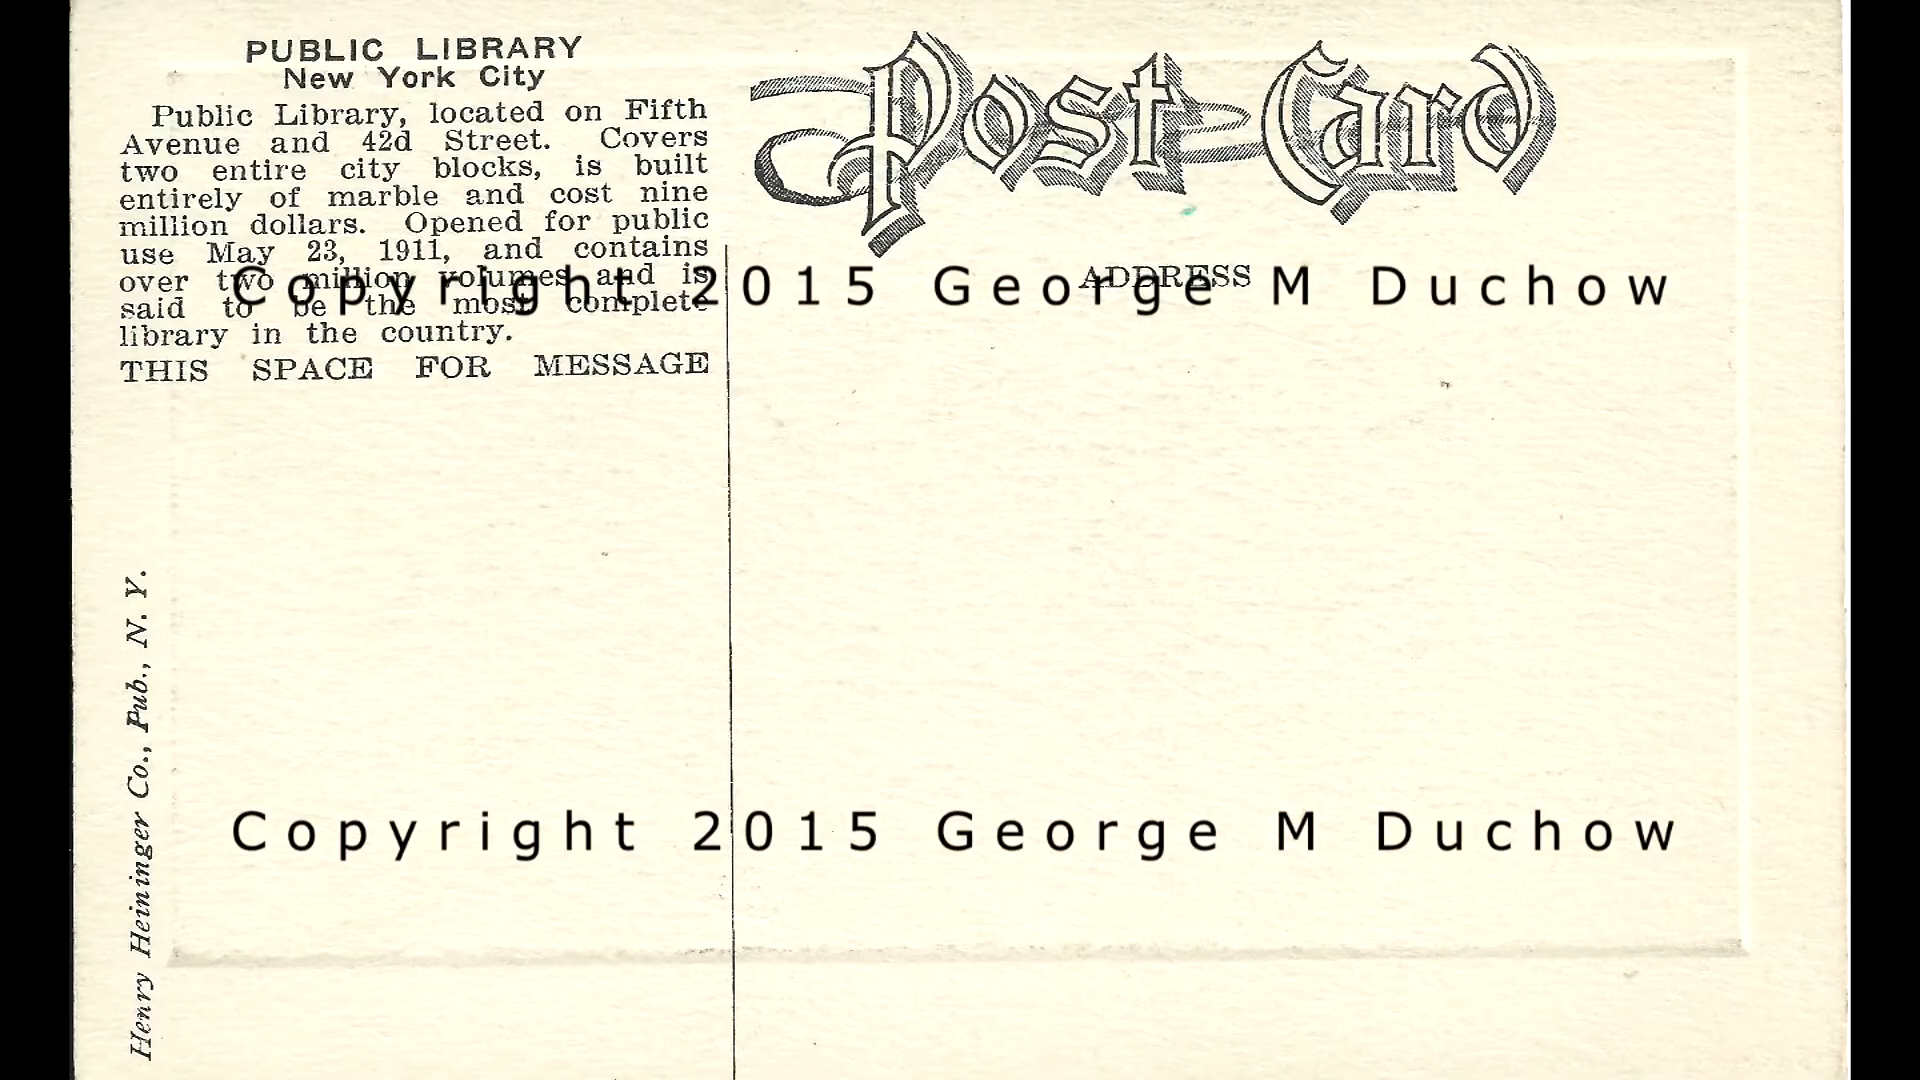 PUBLIC LIBRARY
New York City
Public Library, located on Fifth
Avenue and 42d Street. Covers
two entire city blocks, is built
entirely of marble and cost nine
million dollars. Opened for public
use May 23, 1911, and contains
over two million volumes and is
said to be the most complete
library in the country.
THIS SPACE FOR MESSAGE
Post Card
ADDRESS
Copyright 2015 George M Duchow
Copyright 2015 George M Duchow
Henry Heininger Co., Pub., N. Y.